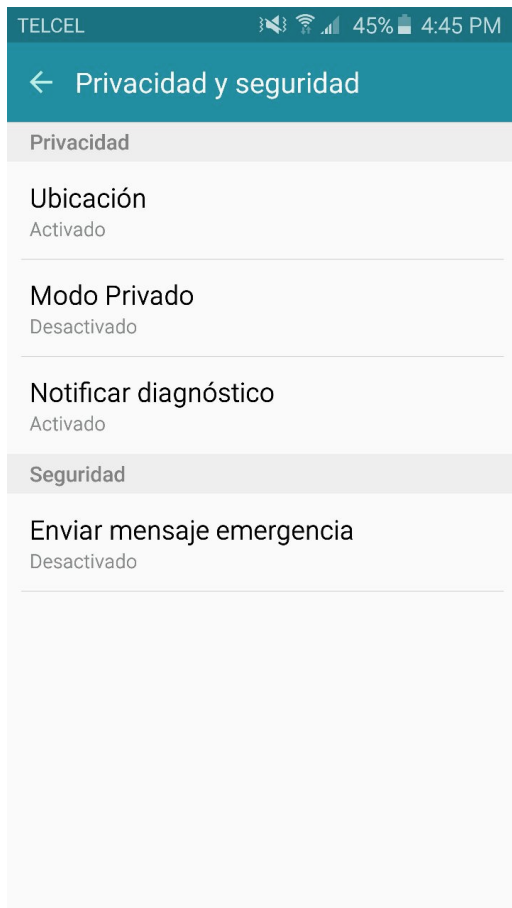 TELCEL 45% 4:45 PM
Privacidad y seguridad
Privacidad
Ubicación
Activado
Modo Privado
Desactivado
Notificar diagnóstico
Activado
Seguridad
Enviar mensaje emergencia
Desactivado